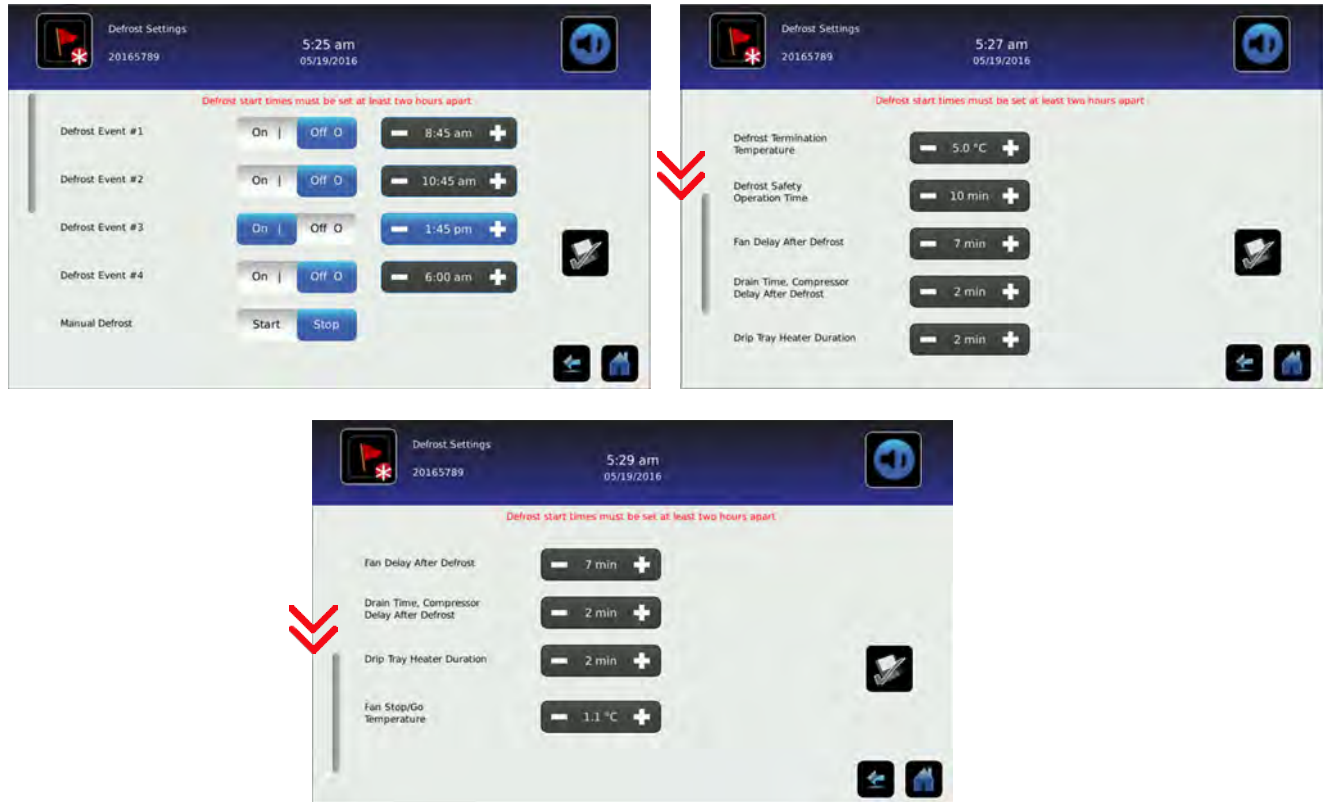 Defrost Settings
20165789
5:25 am
05/19/2016
Defrost start times must be set at least two hours apart
Defrost Event #1 On | Off O 8:45 am
Defrost Event #2 On | Off O 10:45 am
Defrost Event #3 On | Off O 1:45 pm
Defrost Event #4 On | Off O 6:00 am
Manual Defrost Start Stop
Defrost Settings
20165789
5:27 am
05/19/2016
Defrost start times must be set at least two hours apart
Defrost Termination
Temperature
5.0 °C
Defrost Safety
Operation Time
10 min
Fan Delay After Defrost 7 min
Drain Time, Compressor
Delay After Defrost
2 min
Drip Tray Heater Duration 2 min
Defrost Settings
20165789
5:29 am
05/19/2016
Defrost start times must be set at least two hours apart
Fan Delay After Defrost 7 min
Drain Time, Compressor
Delay After Defrost
2 min
Drip Tray Heater Duration 2 min
Fan Stop/Go
Temperature
1.1 °C